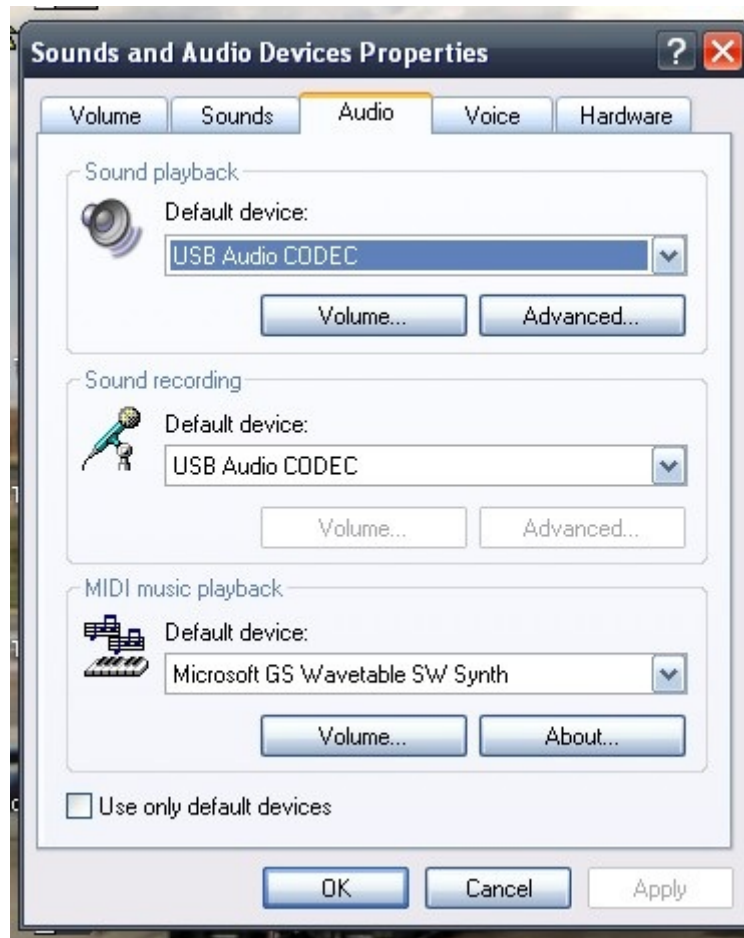 Sounds and Audio Devices Properties
Volume Sounds Audio Voice Hardware
Sound playback
Default device:
USB Audio CODEC
Volume... Advanced...
Sound recording
Default device:
USB Audio CODEC
Volume... Advanced...
MIDI music playback
Default device:
Microsoft GS Wavetable SW Synth
Volume... About...
Use only default devices
OK Cancel Apply